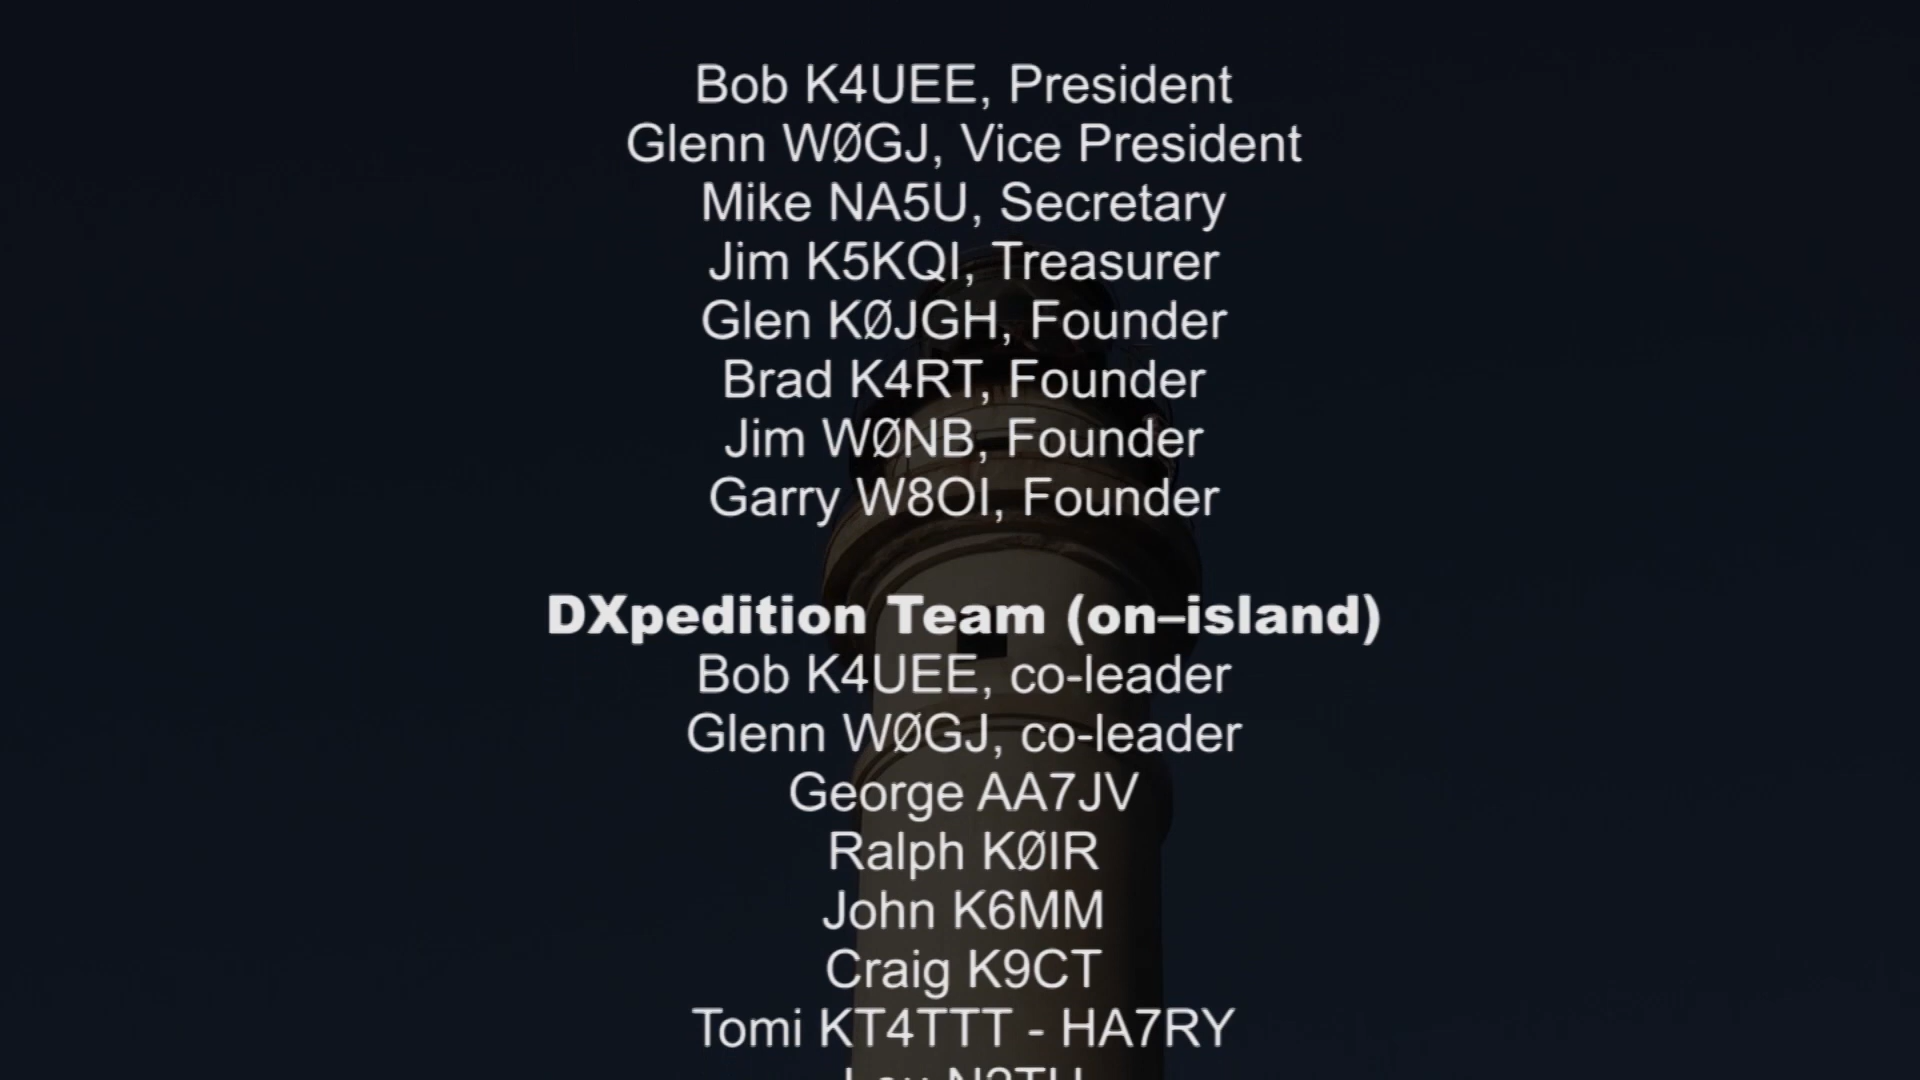 Bob K4UEE, President
Glenn WØGJ, Vice President
Mike NA5U, Secretary
Jim K5KQI, Treasurer
Glen KØJGH, Founder
Brad K4RT, Founder
Jim WØNB, Founder
Garry W8OI, Founder
DXpedition Team (on–island)
Bob K4UEE, co-leader
Glenn WØGJ, co-leader
George AA7JV
Ralph KØIR
John K6MM
Craig K9CT
Tomi KT4TTT - HA7RY